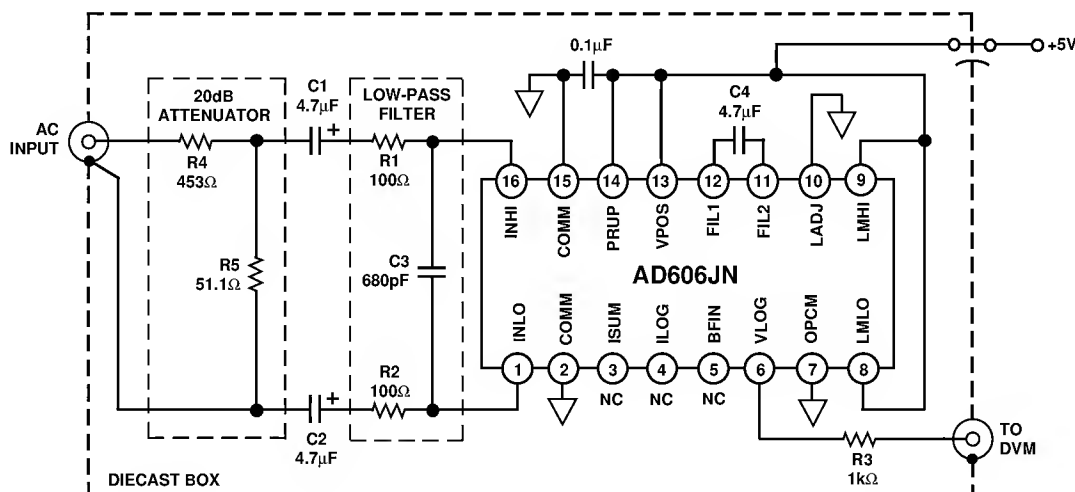 +5V
0.1µF
20dB
ATTENUATOR
C1
4.7µF
+
LOW-PASS
FILTER
C4
4.7µF
AC
INPUT
R4
453Ω
R1
100Ω
16
15
14
13
12
11
10
9
INHI
COMM
PRUP
VPOS
FIL1
FIL2
LADJ
LMHI
R5
51.1Ω
C3
680pF
AD606JN
INLO
COMM
ISUM
ILOG
BFIN
VLOG
OPCM
LMLO
1
2
3
4
5
6
7
8
R2
100Ω
+
C2
4.7µF
NC
NC
NC
R3
1kΩ
TO
DVM
DIECAST BOX